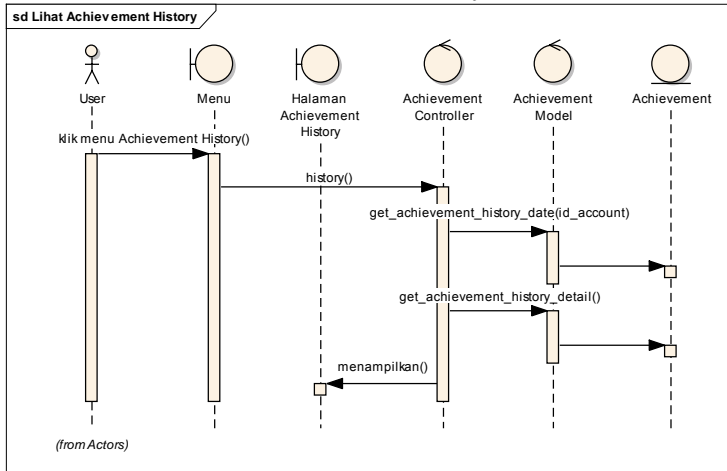 sd Lihat Achievement History
User
Menu
Halaman
Achievement
History
Achievement
Controller
Achievement
Model
Achievement
klik menu Achievement History()
history()
get_achievement_history_date(id_account)
get_achievement_history_detail()
menampilkan()
(from Actors)